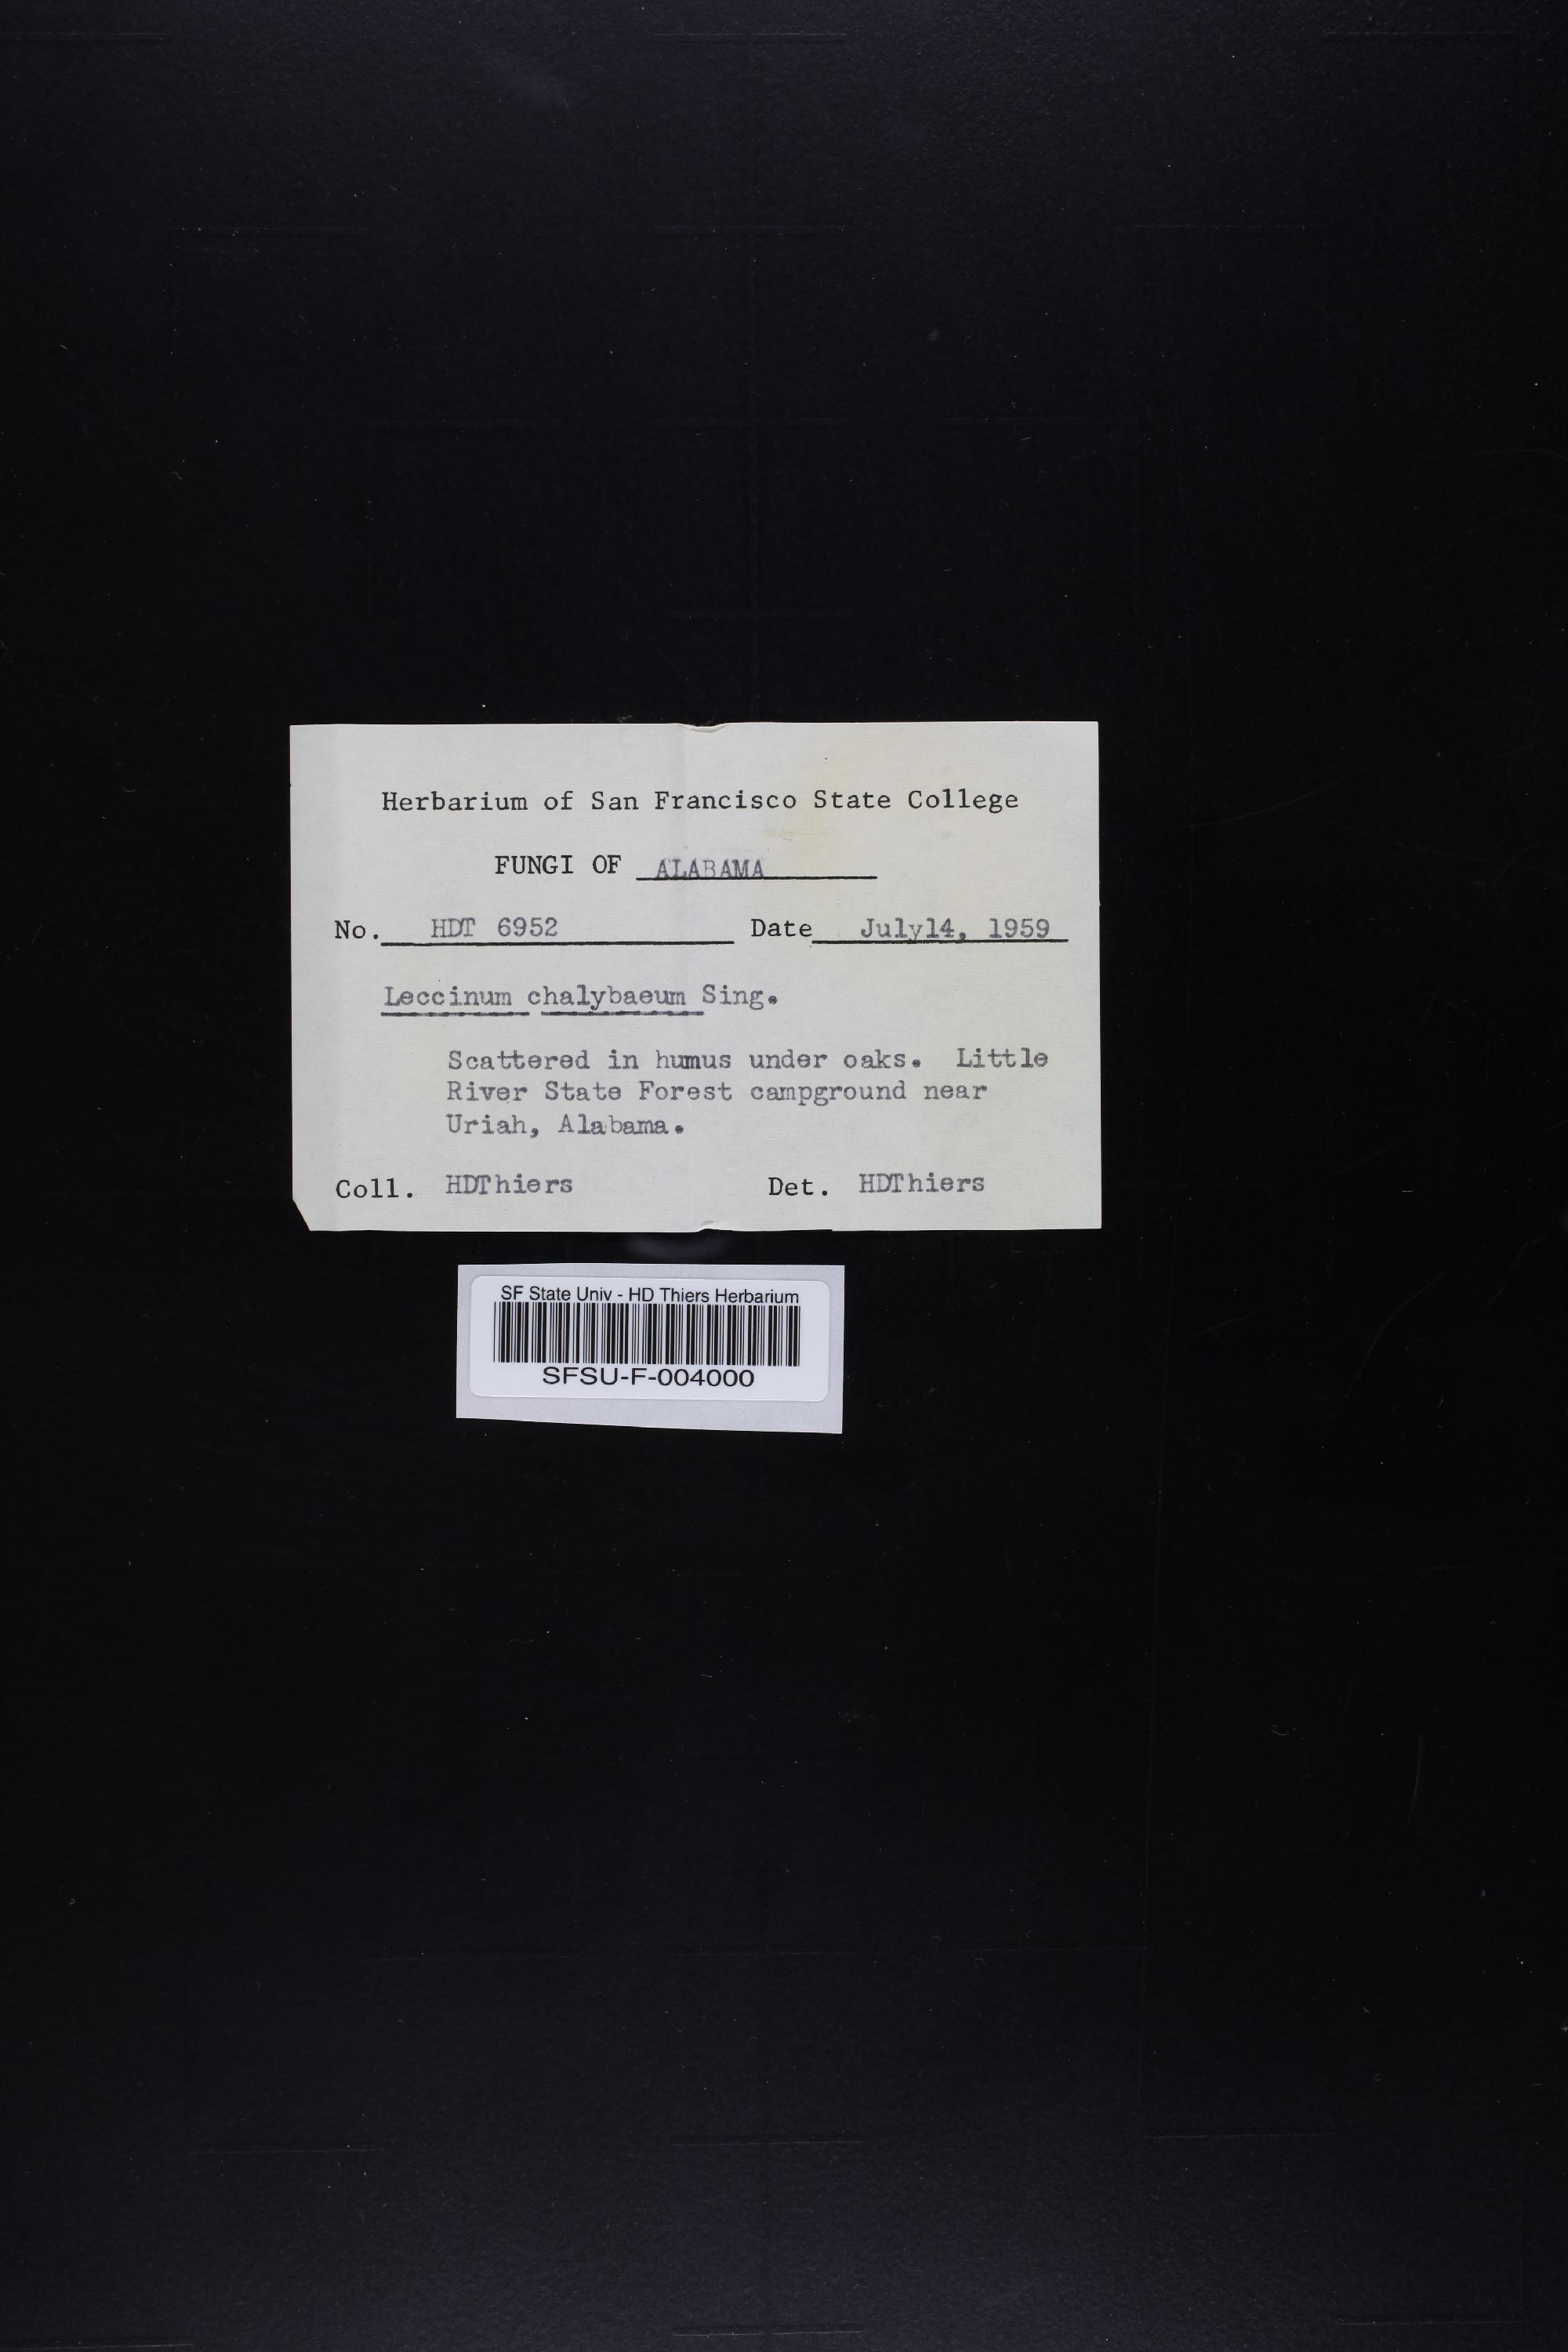 Herbarium of San Francisco State College
FUNGI OF ALABAMA
No. HDT 6952 Date July14, 1959
Leccinum chalybaeum Sing.
Scattered in humus under oaks. Little
River State Forest campground near
Uriah, Alabama.
Coll. HDThiers Det. HDThiers
SF State Univ - HD Thiers Herbarium
SFSU-F-004000